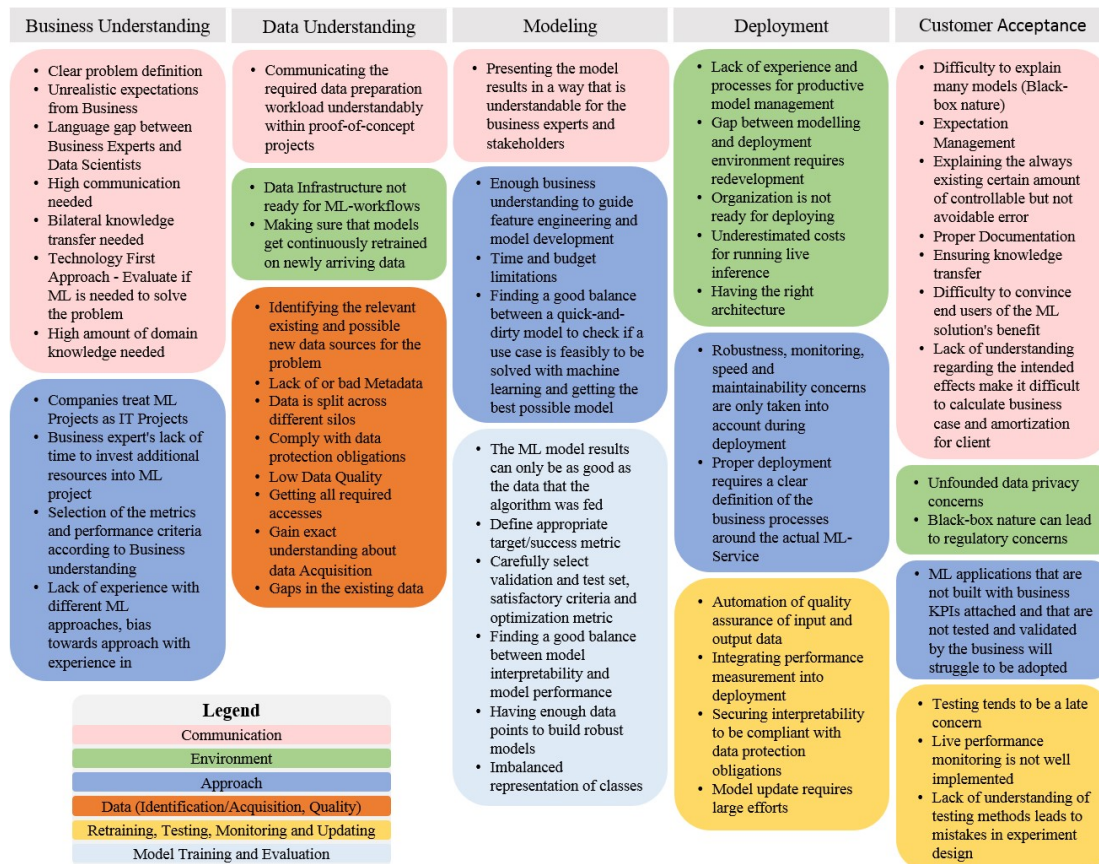 Business Understanding
• Clear problem definition
• Unrealistic expectations
from Business
• Language gap between
Business Experts and
Data Scientists
• High communication
needed
• Bilateral knowledge
transfer needed
• Technology First
Approach - Evaluate if
ML is needed to solve
the problem
• High amount of domain
knowledge needed
• Companies treat ML
Projects as IT Projects
• Business expert's lack of
time to invest additional
resources into ML
project
• Selection of the metrics
and performance criteria
according to Business
understanding
• Lack of experience with
different ML
approaches, bias
towards approach with
experience in
Data Understanding
• Communicating the
required data preparation
workload understandably
within proof-of-concept
projects
• Data Infrastructure not
ready for ML-workflows
• Making sure that models
get continuously retrained
on newly arriving data
• Identifying the relevant
existing and possible
new data sources for the
problem
• Lack of or bad Metadata
• Data is split across
different silos
• Comply with data
protection obligations
• Low Data Quality
• Getting all required
accesses
• Gain exact
understanding about
data Acquisition
• Gaps in the existing data
Modeling
• Presenting the model
results in a way that is
understandable for the
business experts and
stakeholders
• Enough business
understanding to guide
feature engineering and
model development
• Time and budget
limitations
• Finding a good balance
between a quick-and-
dirty model to check if a
use case is feasibly to be
solved with machine
learning and getting the
best possible model
• The ML model results
can only be as good as
the data that the
algorithm was fed
• Define appropriate
target/success metric
• Carefully select
validation and test set,
satisfactory criteria and
optimization metric
• Finding a good balance
between model
interpretability and
model performance
• Having enough data
points to build robust
models
• Imbalanced
representation of classes
Deployment
• Lack of experience and
processes for productive
model management
• Gap between modelling
and deployment
environment requires
redevelopment
• Organization is not
ready for deploying
• Underestimated costs
for running live
inference
• Having the right
architecture
• Robustness, monitoring,
speed and
maintainability concerns
are only taken into
account during
deployment
• Proper deployment
requires a clear
definition of the
business processes
around the actual ML-
Service
• Automation of quality
assurance of input and
output data
• Integrating performance
measurement into
deployment
• Securing interpretability
to be compliant with
data protection
obligations
• Model update requires
large efforts
Customer Acceptance
• Difficulty to explain
many models (Black-
box nature)
• Expectation
Management
• Explaining the always
existing certain amount
of controllable but not
avoidable error
• Proper Documentation
• Ensuring knowledge
transfer
• Difficulty to convince
end users of the ML
solution's benefit
• Lack of understanding
regarding the intended
effects make it difficult
to calculate business
case and amortization
for client
• Unfounded data privacy
concerns
• Black-box nature can lead
to regulatory concerns
• ML applications that are
not built with business
KPIs attached and that are
not tested and validated
by the business will
struggle to be adopted
• Testing tends to be a late
concern
• Live performance
monitoring is not well
implemented
• Lack of understanding of
testing methods leads to
mistakes in experiment
design
Legend
Communication
Environment
Approach
Data (Identification/Acquisition, Quality)
Retraining, Testing, Monitoring and Updating
Model Training and Evaluation